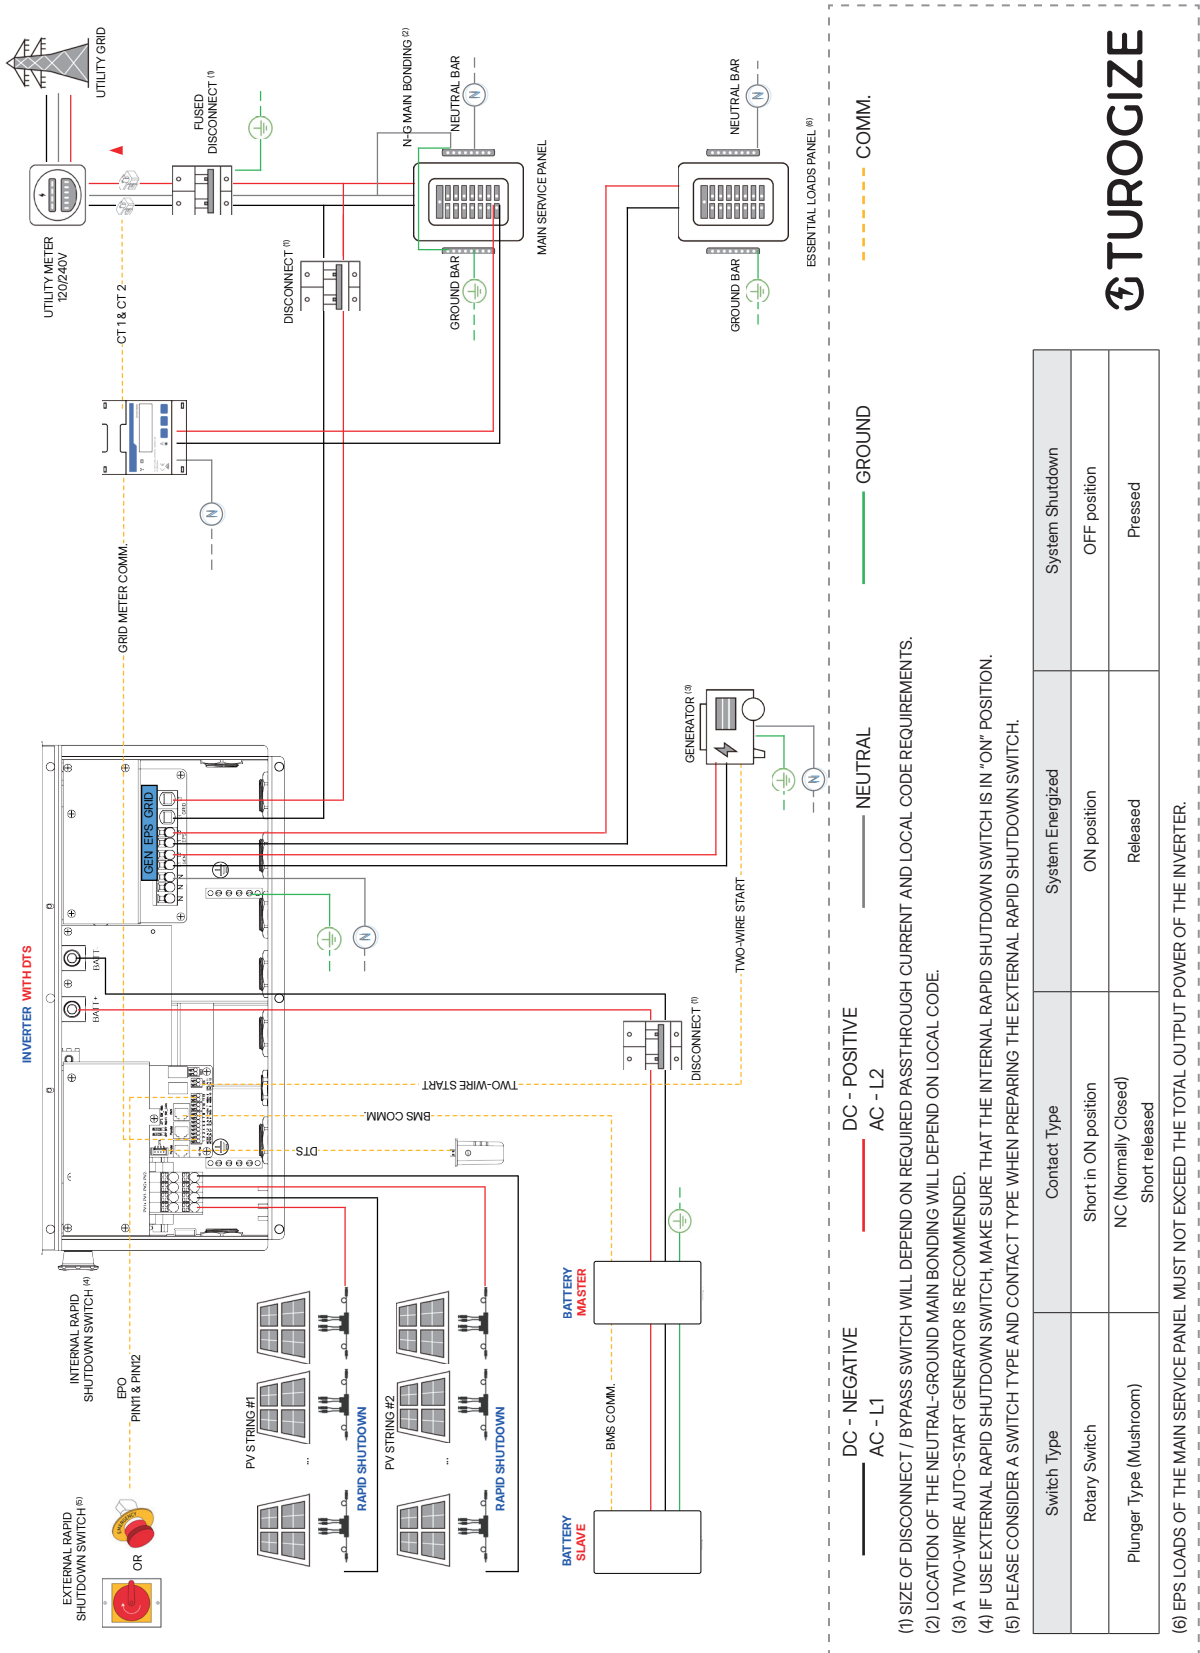 EXTERNAL RAPID
SHUTDOWN SWITCH (5)
OR
EMERGENCY
EPO
PIN11 & PIN12
INTERNAL RAPID
SHUTDOWN SWITCH (4)
INVERTER WITH DTS
BATT+
BATT-
GEN EPS GRID
GRID METER COMM.
CT 1 & CT 2
UTILITY METER
120/240V
UTILITY GRID
FUSED
DISCONNECT (1)
N
DISCONNECT (1)
N-G MAIN BONDING (2)
GROUND BAR
NEUTRAL BAR
N
MAIN SERVICE PANEL
PV STRING #1
...
RAPID SHUTDOWN
PV STRING #2
...
RAPID SHUTDOWN
DTS
BMS COMM.
TWO-WIRE START
N
BATTERY
SLAVE
BMS COMM.
BATTERY
MASTER
DISCONNECT (1)
TWO-WIRE START
GENERATOR (3)
N
GROUND BAR
NEUTRAL BAR
N
ESSENTIAL LOADS PANEL (6)
DC - NEGATIVE
AC - L1
DC - POSITIVE
AC - L2
NEUTRAL
GROUND
COMM.
(1) SIZE OF DISCONNECT / BYPASS SWITCH WILL DEPEND ON REQUIRED PASSTHROUGH CURRENT AND LOCAL CODE REQUIREMENTS.
(2) LOCATION OF THE NEUTRAL-GROUND MAIN BONDING WILL DEPEND ON LOCAL CODE.
(3) A TWO-WIRE AUTO-START GENERATOR IS RECOMMENDED.
(4) IF USE EXTERNAL RAPID SHUTDOWN SWITCH, MAKE SURE THAT THE INTERNAL RAPID SHUTDOWN SWITCH IS IN "ON" POSITION.
(5) PLEASE CONSIDER A SWITCH TYPE AND CONTACT TYPE WHEN PREPARING THE EXTERNAL RAPID SHUTDOWN SWITCH.
Switch Type Contact Type System Energized System Shutdown
Rotary Switch Short in ON position ON position OFF position
Plunger Type (Mushroom) NC (Normally Closed) Released Pressed
Short released
(6) EPS LOADS OF THE MAIN SERVICE PANEL MUST NOT EXCEED THE TOTAL OUTPUT POWER OF THE INVERTER.
TUROGIZE